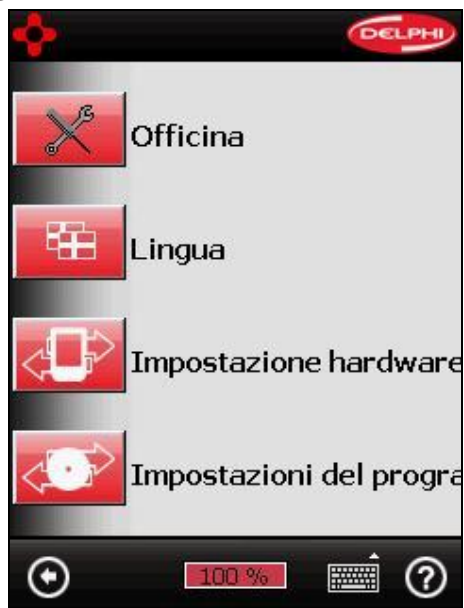 DELPHI
Officina
Lingua
Impostazione hardware
Impostazioni del progra
100 %
?